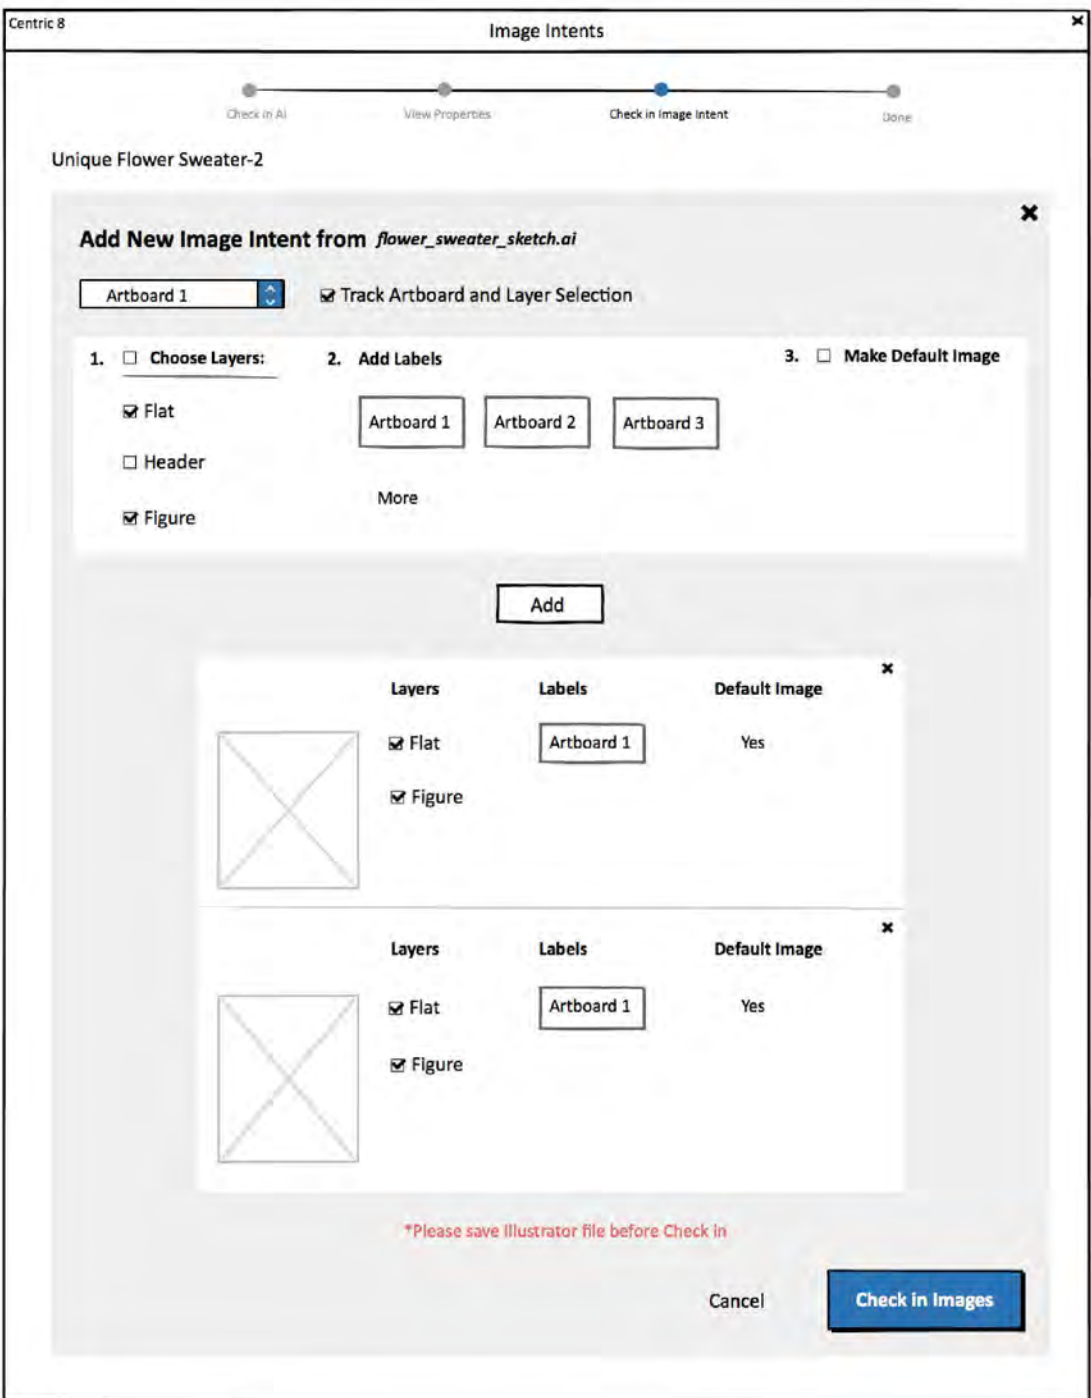 Centric 8
Image Intents
Check in AI View Properties Check in Image Intent Done
Unique Flower Sweater-2
Add New Image Intent from flower_sweater_sketch.ai
Artboard 1 Track Artboard and Layer Selection
1. Choose Layers: 2. Add Labels 3. Make Default Image
Flat
Artboard 1 Artboard 2 Artboard 3
Header
More
Figure
Add
Layers Labels Default Image
Flat Artboard 1 Yes
Figure
Layers Labels Default Image
Flat Artboard 1 Yes
Figure
*Please save Illustrator file before Check in
Cancel Check in Images